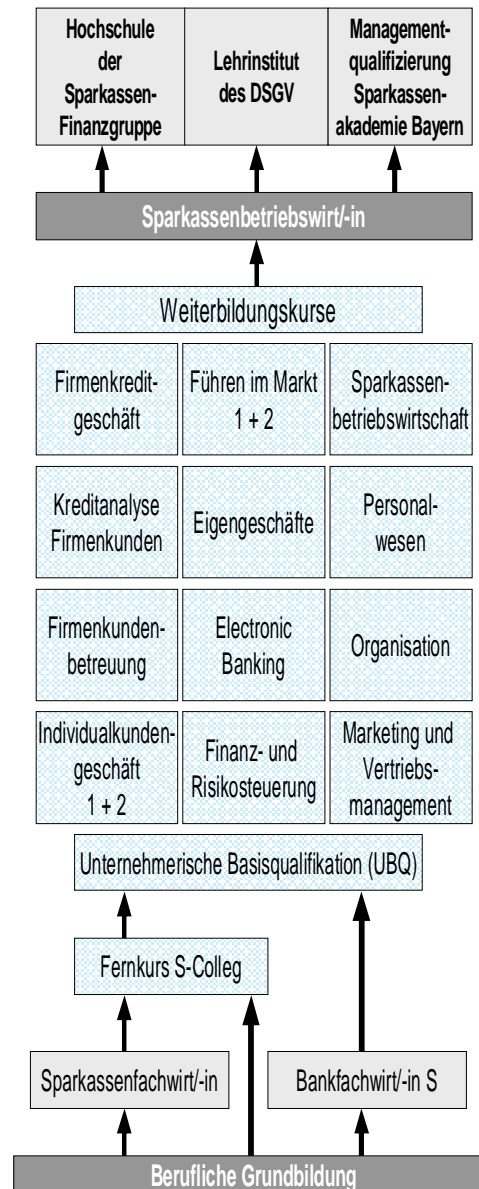 Hochschule
der
Sparkassen-
Finanzgruppe
Lehrinstitut
des DSGV
Management-
qualifizierung
Sparkassen-
akademie Bayern
Sparkassenbetriebswirt/-in
Weiterbildungskurse
Firmenkredit-
geschäft
Führen im Markt
1 + 2
Sparkassen-
betriebswirtschaft
Kreditanalyse
Firmenkunden
Eigengeschäfte
Personal-
wesen
Firmenkunden-
betreuung
Electronic
Banking
Organisation
Individualkunden-
geschäft
1 + 2
Finanz- und
Risikosteuerung
Marketing und
Vertriebs-
management
Unternehmerische Basisqualifikation (UBQ)
Fernkurs S-Colleg
Sparkassenfachwirt/-in
Bankfachwirt/-in S
Berufliche Grundbildung